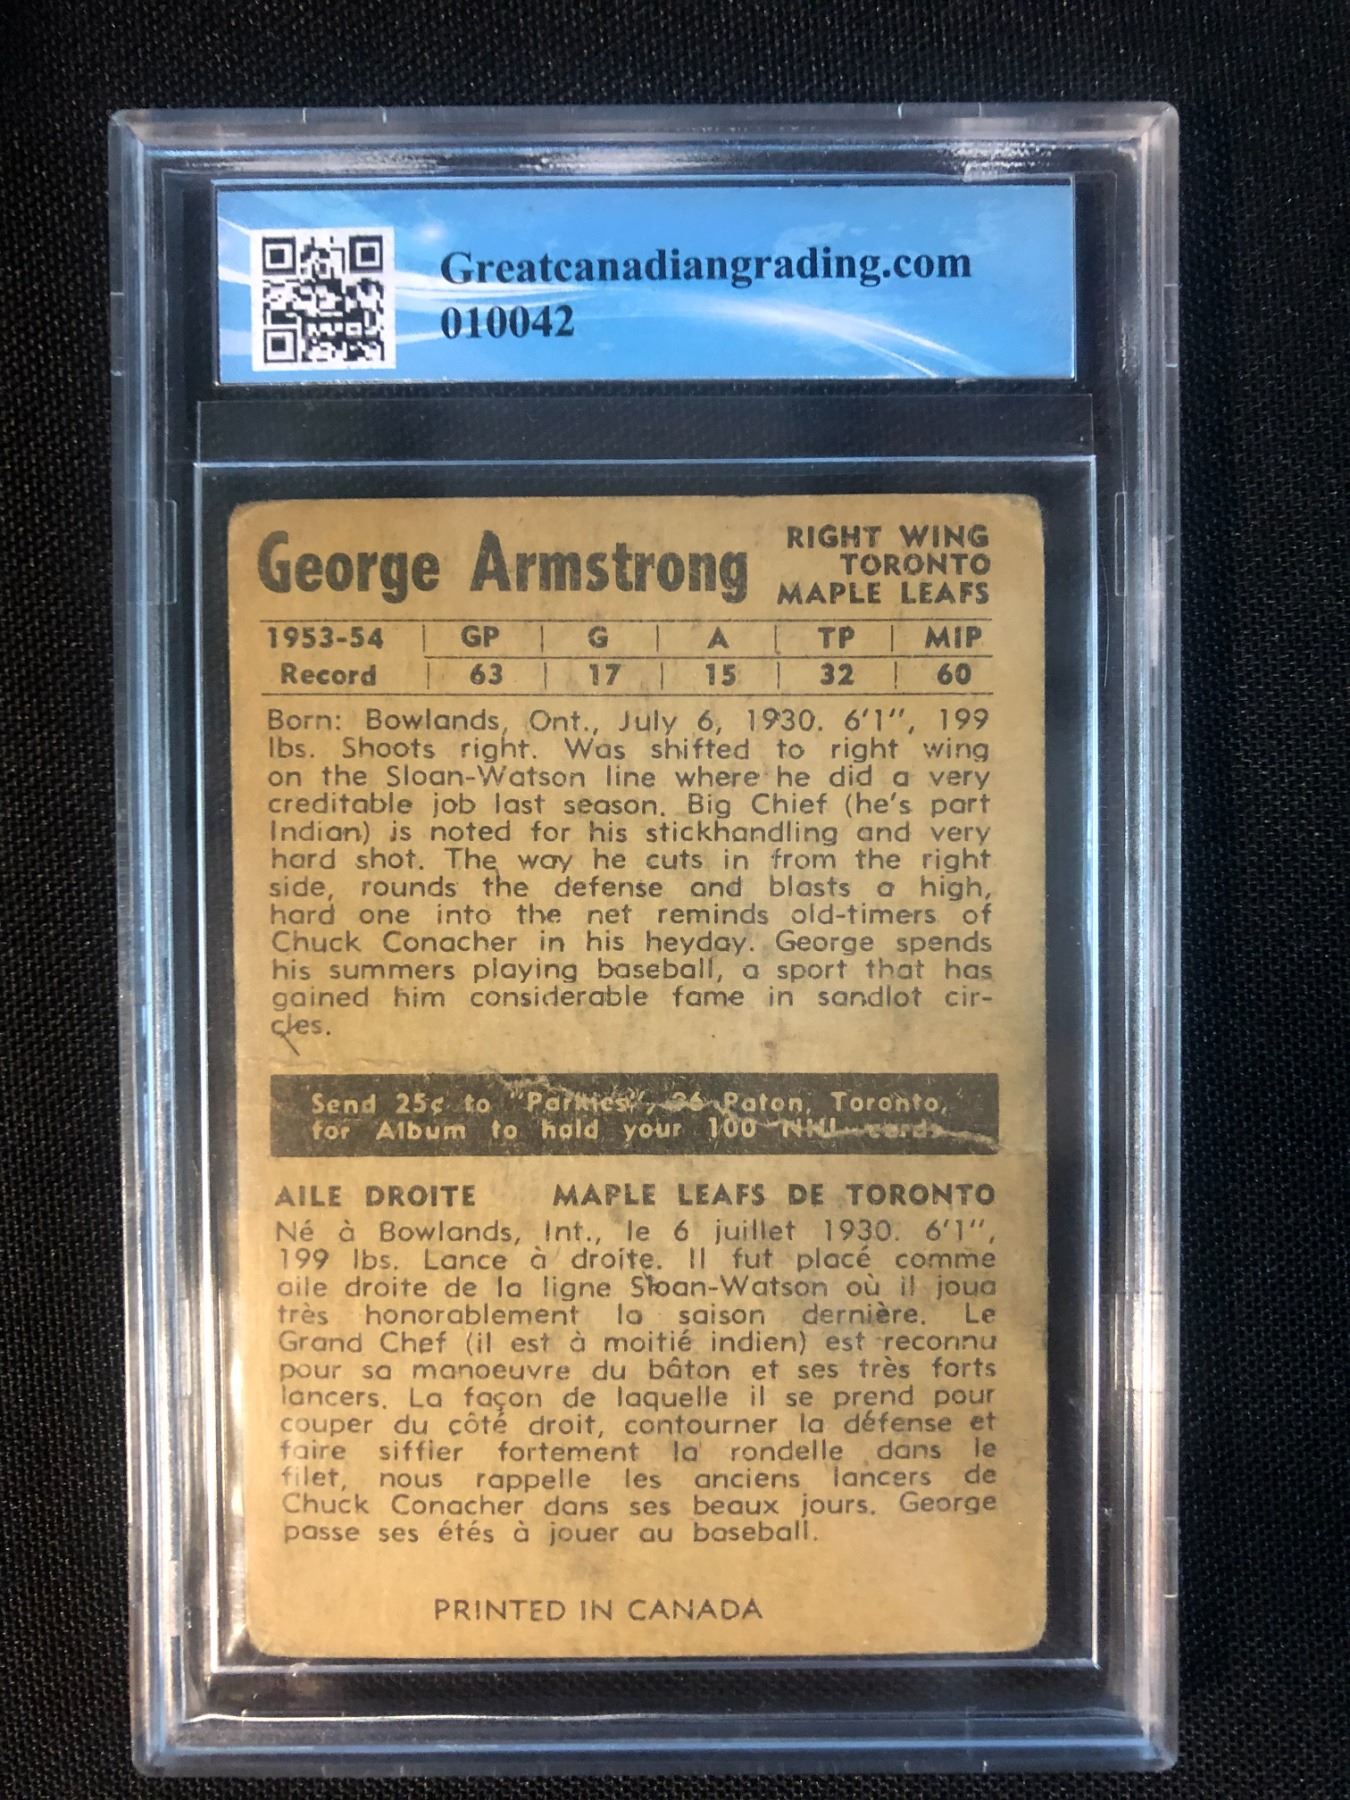 Greatcanadiangrading.com
010042
George Armstrong
RIGHT WING
TORONTO
MAPLE LEAFS
1953-54 | GP | G | A | TP | MIP
Record | 63 | 17 | 15 | 32 | 60
Born: Bowlands, Ont., July 6, 1930. 6'1", 199
lbs. Shoots right. Was shifted to right wing
on the Sloan-Watson line where he did a very
creditable job last season. Big Chief (he's part
Indian) is noted for his stickhandling and very
hard shot. The way he cuts in from the right
side, rounds the defense and blasts a high,
hard one into the net reminds old-timers of
Chuck Conacher in his heyday. George spends
his summers playing baseball, a sport that has
gained him considerable fame in sandlot cir-
cles.
Send 25¢ to "Parkies", 26 Paton, Toronto,
for Album to hold your 100 NHL cards
AILE DROITE MAPLE LEAFS DE TORONTO
Né à Bowlands, Int., le 6 juillet 1930. 6'1",
199 lbs. Lance à droite. Il fut placé comme
aile droite de la ligne Sloan-Watson où il joua
très honorablement la saison dernière. Le
Grand Chef (il est à moitié indien) est reconnu
pour sa manoeuvre du bâton et ses très forts
lancers. La façon de laquelle il se prend pour
couper du côté droit, contourner la défense et
faire siffier fortement la rondelle dans le
filet, nous rappelle les anciens lancers de
Chuck Conacher dans ses beaux jours. George
passe ses étés à jouer au baseball.
PRINTED IN CANADA